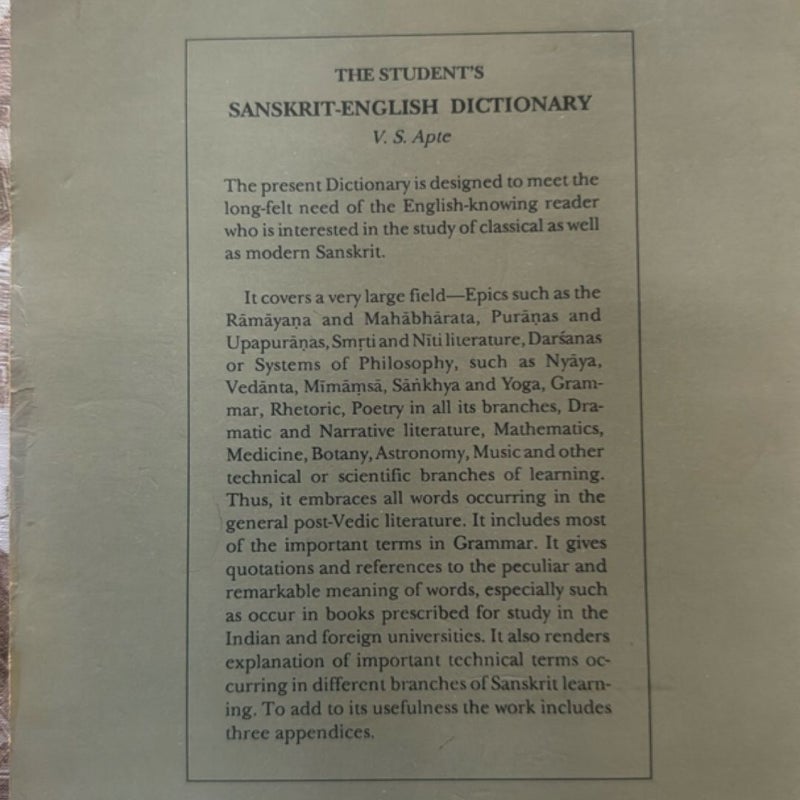 THE STUDENT'S
SANSKRIT-ENGLISH DICTIONARY
V. S. Apte
The present Dictionary is designed to meet the
long-felt need of the English-knowing reader
who is interested in the study of classical as well
as modern Sanskrit.
It covers a very large field—Epics such as the
Rāmāyaṇa and Mahābhārata, Purāṇas and
Upapurāṇas, Smṛti and Nīti literature, Darśanas
or Systems of Philosophy, such as Nyāya,
Vedānta, Mīmāṃsā, Sāṅkhya and Yoga, Gram-
mar, Rhetoric, Poetry in all its branches, Dra-
matic and Narrative literature, Mathematics,
Medicine, Botany, Astronomy, Music and other
technical or scientific branches of learning.
Thus, it embraces all words occurring in the
general post-Vedic literature. It includes most
of the important terms in Grammar. It gives
quotations and references to the peculiar and
remarkable meaning of words, especially such
as occur in books prescribed for study in the
Indian and foreign universities. It also renders
explanation of important technical terms oc-
curring in different branches of Sanskrit learn-
ing. To add to its usefulness the work includes
three appendices.